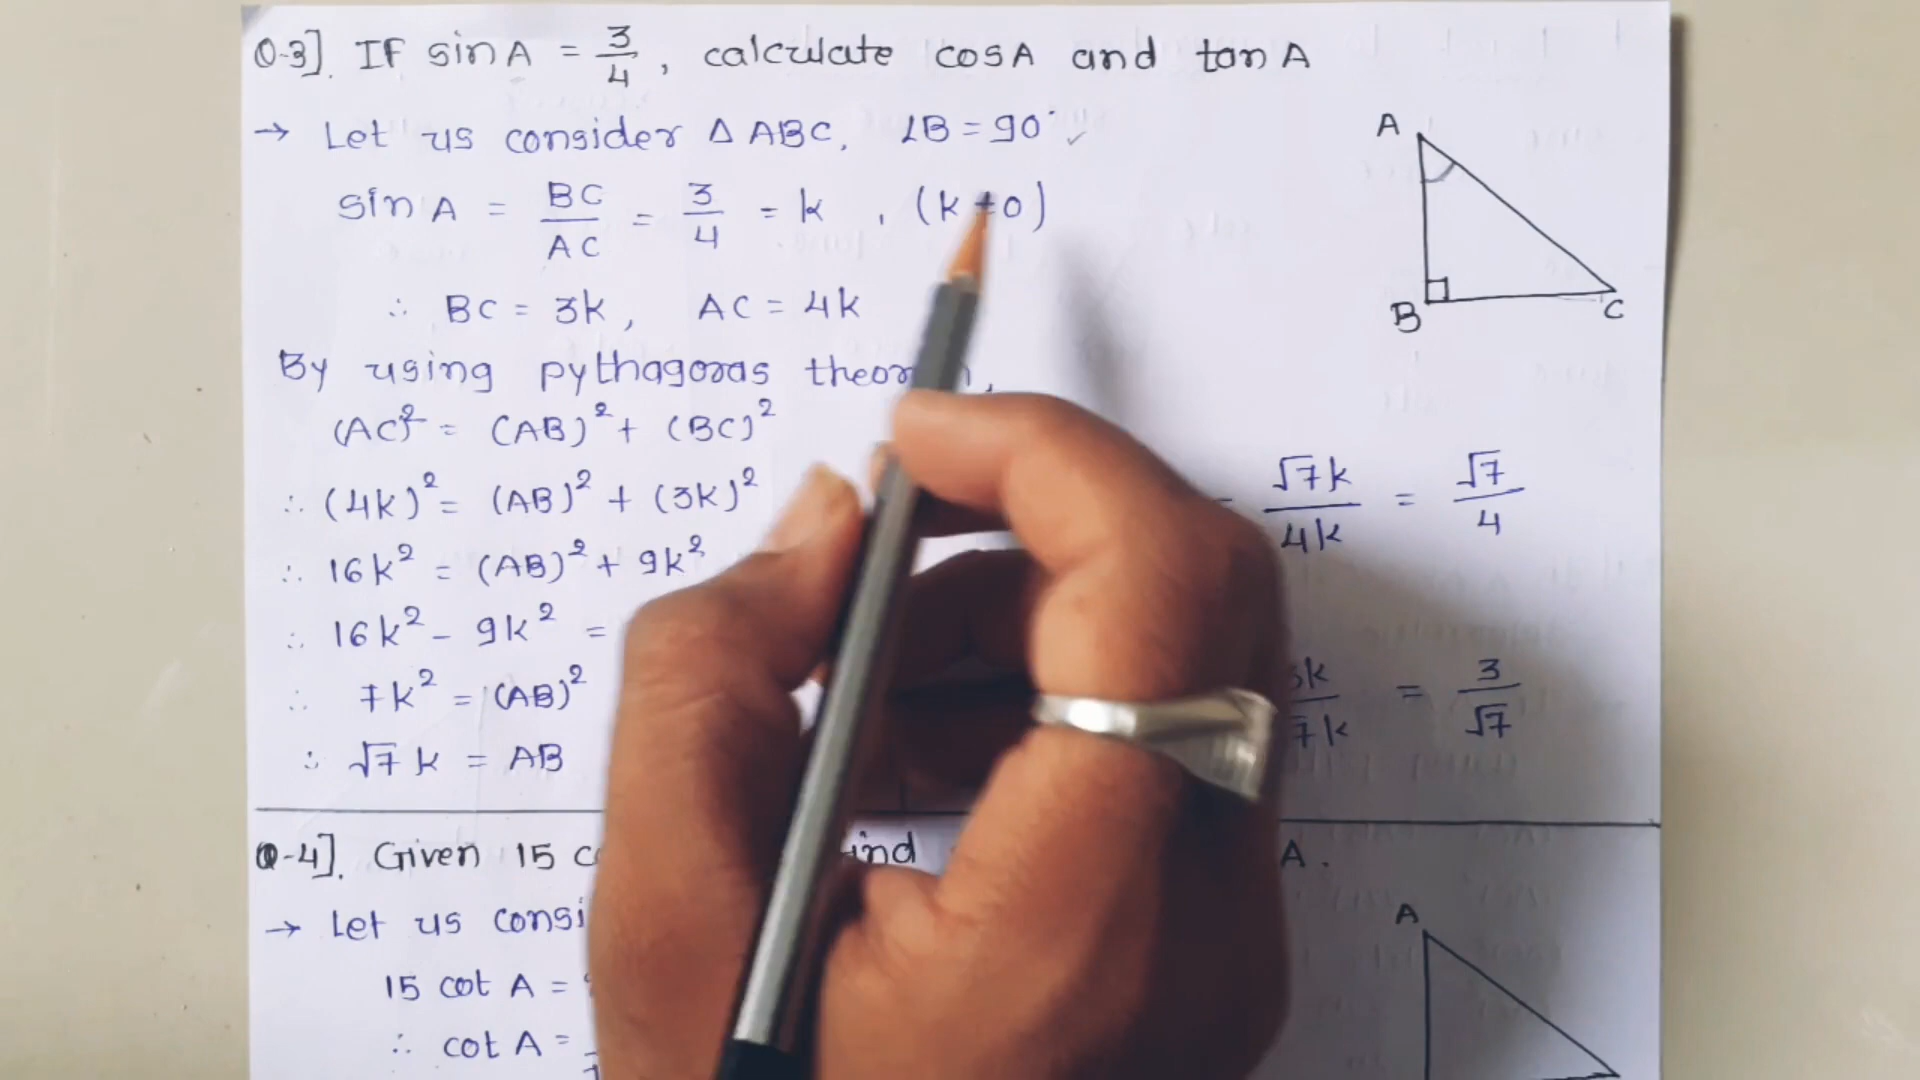 Q-3]. If sin A = 3/4, calculate cos A and tan A
→ Let us consider Δ ABC, ∠B = 90°
sin A = BC/AC = 3/4 = k , (k ≠ 0)
∴ BC = 3k, AC = 4k
By using pythagoras
(AC)² = (AB)² + (BC)²
∴ (4k)² = (AB)² + (3k)²
∴ 16k² = (AB)² + 9k²
∴ 16k² - 9k² =
∴ 7k² = (AB)²
∴ √7 k = AB
A
B
C
= √7k/4k = √7/4
3k/√7k = 3/√7
Q-4]. Given 15 A.
→ Let us
15 cot A =
∴ cot A =
A